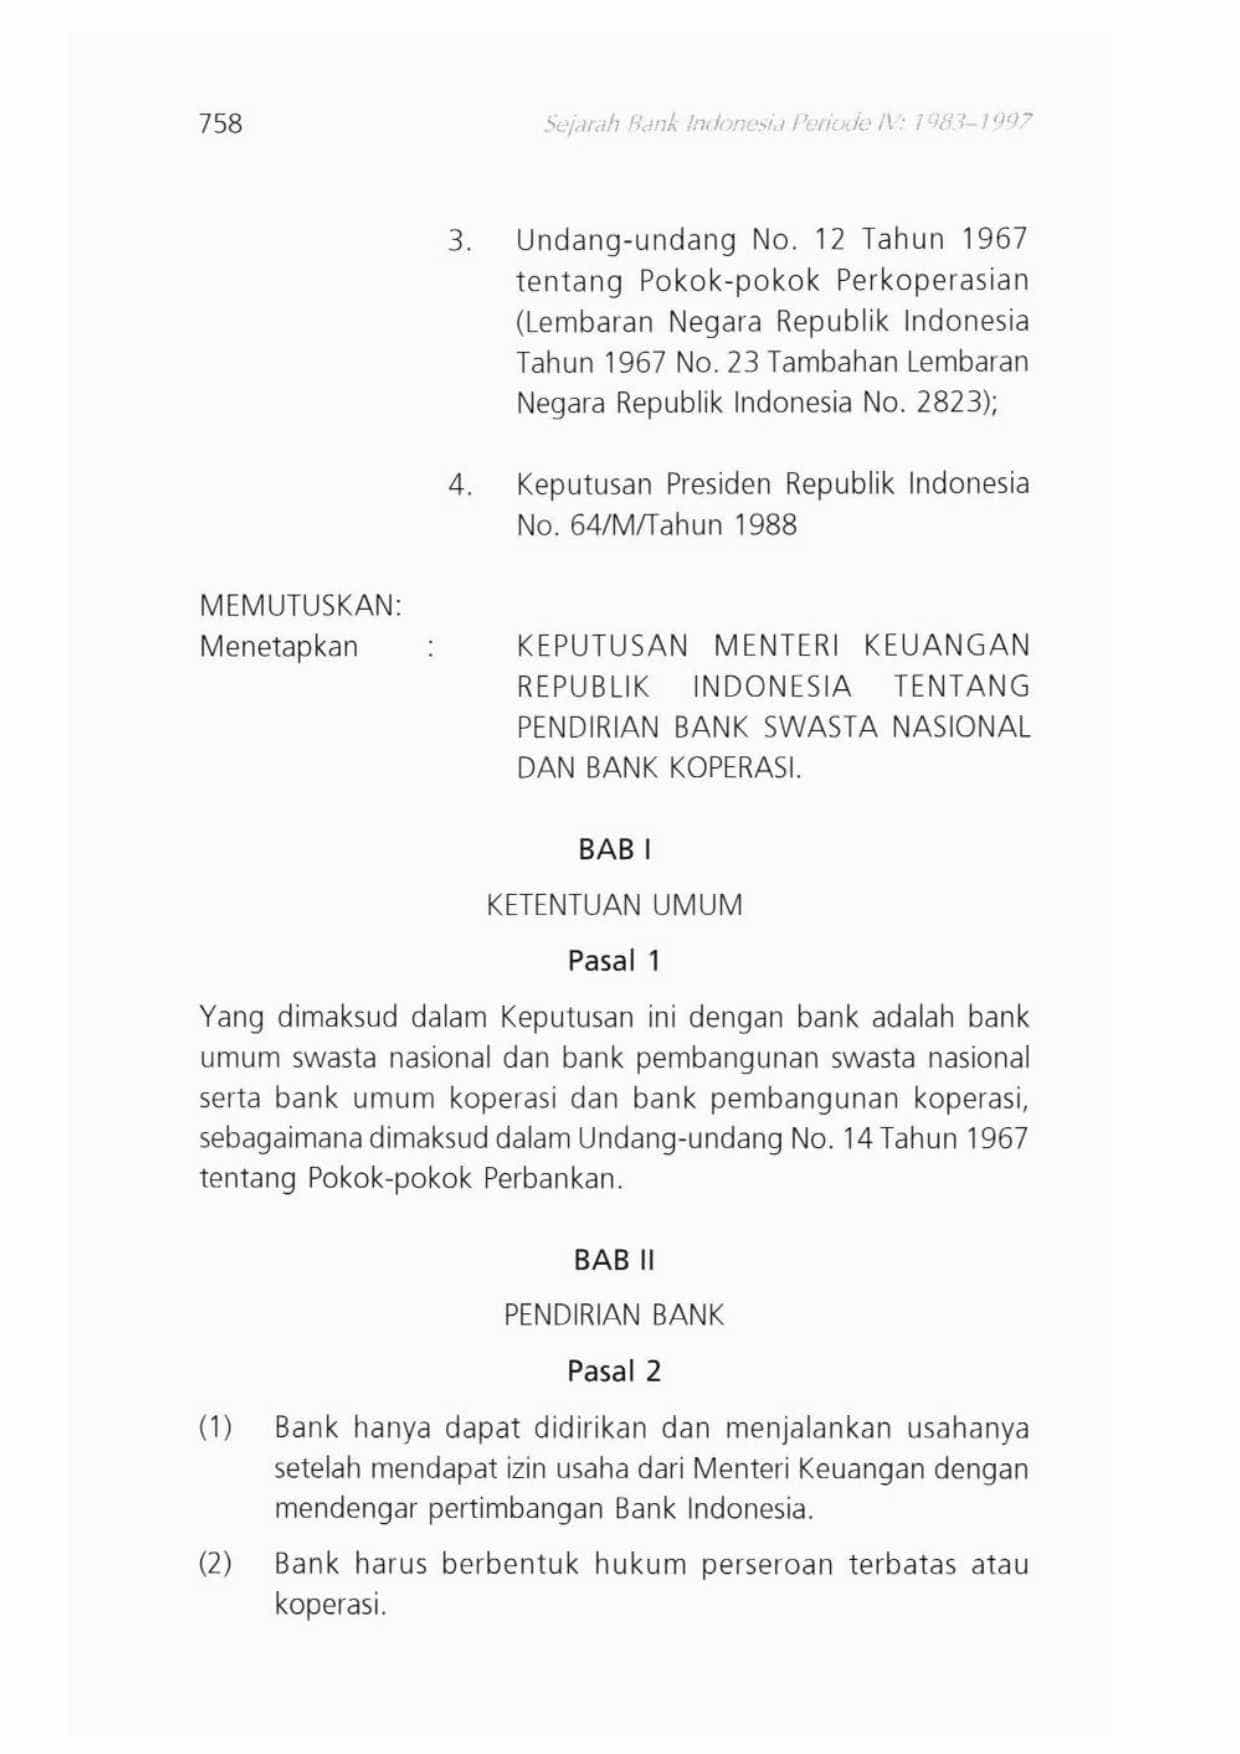 758 Sejarah Bank Indonesia Periode IV: 1983–1997
3. Undang-undang No. 12 Tahun 1967
tentang Pokok-pokok Perkoperasian
(Lembaran Negara Republik Indonesia
Tahun 1967 No. 23 Tambahan Lembaran
Negara Republik Indonesia No. 2823);
4. Keputusan Presiden Republik Indonesia
No. 64/M/Tahun 1988
MEMUTUSKAN:
Menetapkan : KEPUTUSAN MENTERI KEUANGAN
REPUBLIK INDONESIA TENTANG
PENDIRIAN BANK SWASTA NASIONAL
DAN BANK KOPERASI.
BAB I
KETENTUAN UMUM
Pasal 1
Yang dimaksud dalam Keputusan ini dengan bank adalah bank
umum swasta nasional dan bank pembangunan swasta nasional
serta bank umum koperasi dan bank pembangunan koperasi,
sebagaimana dimaksud dalam Undang-undang No. 14 Tahun 1967
tentang Pokok-pokok Perbankan.
BAB II
PENDIRIAN BANK
Pasal 2
(1) Bank hanya dapat didirikan dan menjalankan usahanya
setelah mendapat izin usaha dari Menteri Keuangan dengan
mendengar pertimbangan Bank Indonesia.
(2) Bank harus berbentuk hukum perseroan terbatas atau
koperasi.